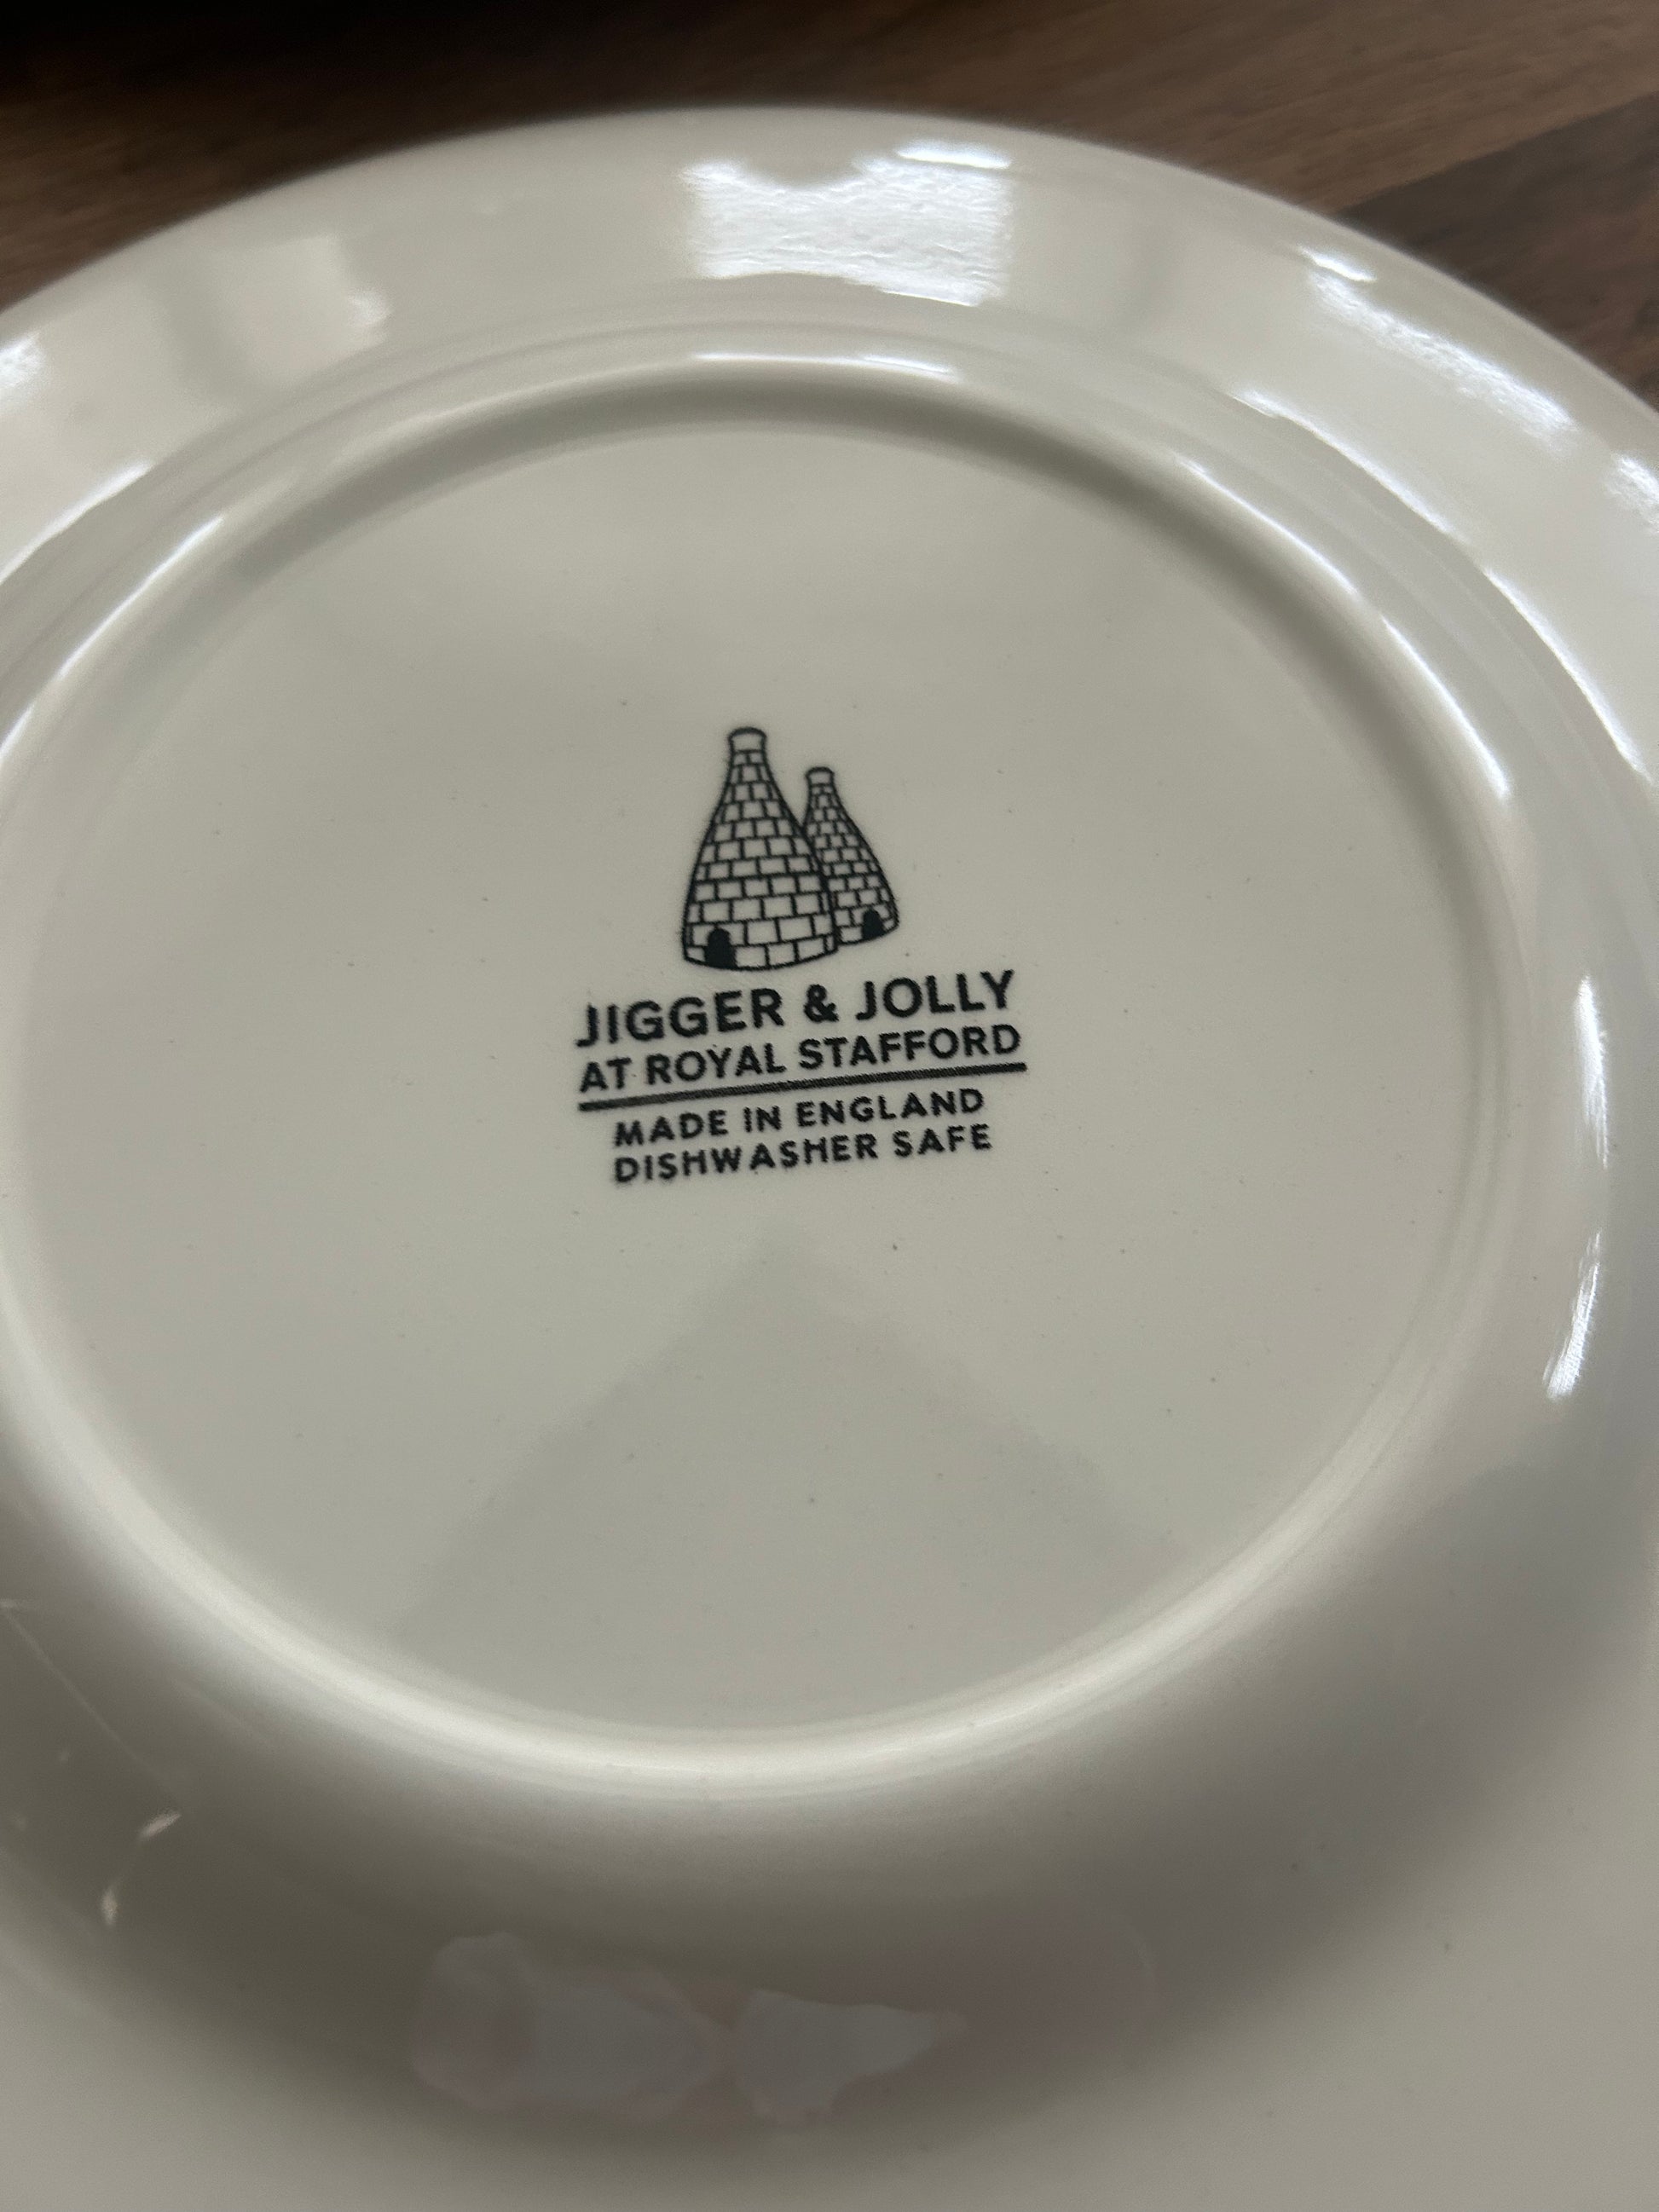 JIGGER & JOLLY
AT ROYAL STAFFORD
MADE IN ENGLAND
DISHWASHER SAFE